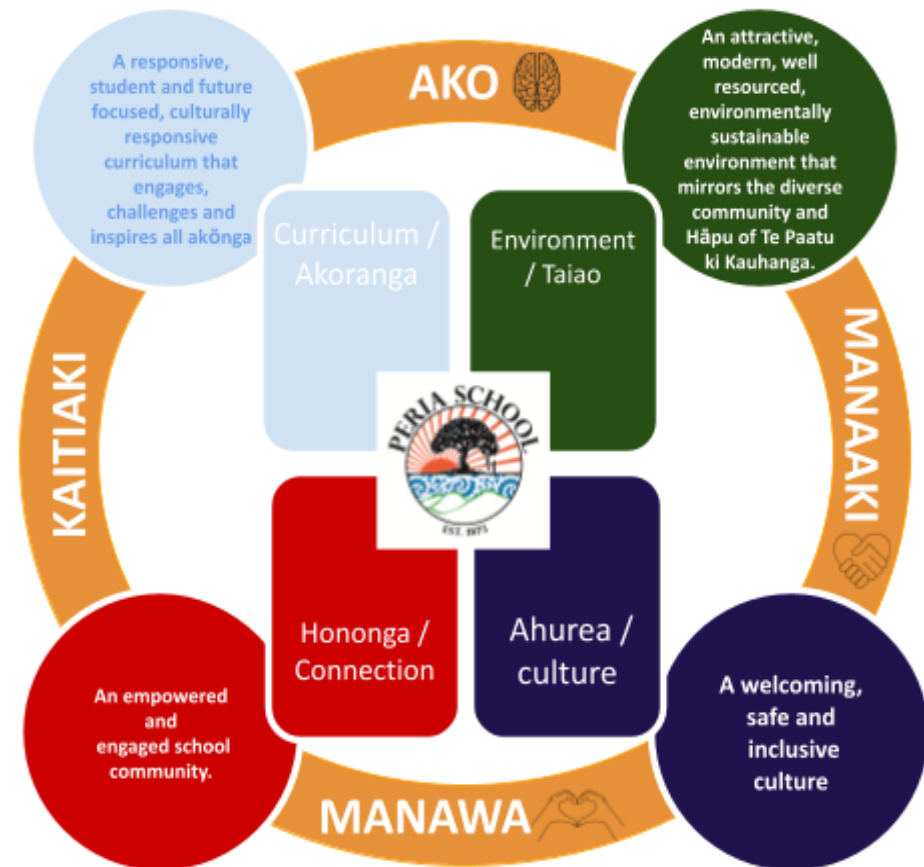 A responsive,
student and future
focused, culturally
responsive
curriculum that
engages,
challenges and
inspires all akōnga
AKO
An attractive,
modern, well
resourced,
environmentally
sustainable
environment that
mirrors the diverse
community and
Hāpu of Te Paatu
ki Kauhanga.
Curriculum /
Akoranga
Environment
/ Taiao
KAITIAKI
MANAAKI
PERIA SCHOOL
EST. 1873
Hononga /
Connection
Ahurea /
culture
An empowered
and
engaged school
community.
A welcoming,
safe and
inclusive
culture
MANAWA